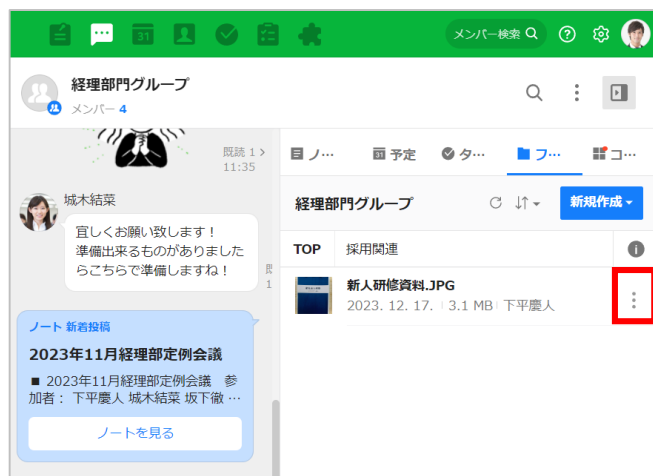 31
メンバー検索
経理部門グループ
メンバー 4
既読 1 >
11:35
城木結菜
宜しくお願い致します！
準備出来るものがありました
らこちらで準備しますね！
ノート 新着投稿
2023年11月経理部定例会議
■ 2023年11月経理部定例会議　参
加者： 下平慶人 城木結菜 坂下徹 …
ノートを見る
ノ… 31 予定 タ… フ… コ…
経理部門グループ 新規作成
TOP 採用関連
新人研修資料.JPG
2023. 12. 17. 3.1 MB 下平慶人